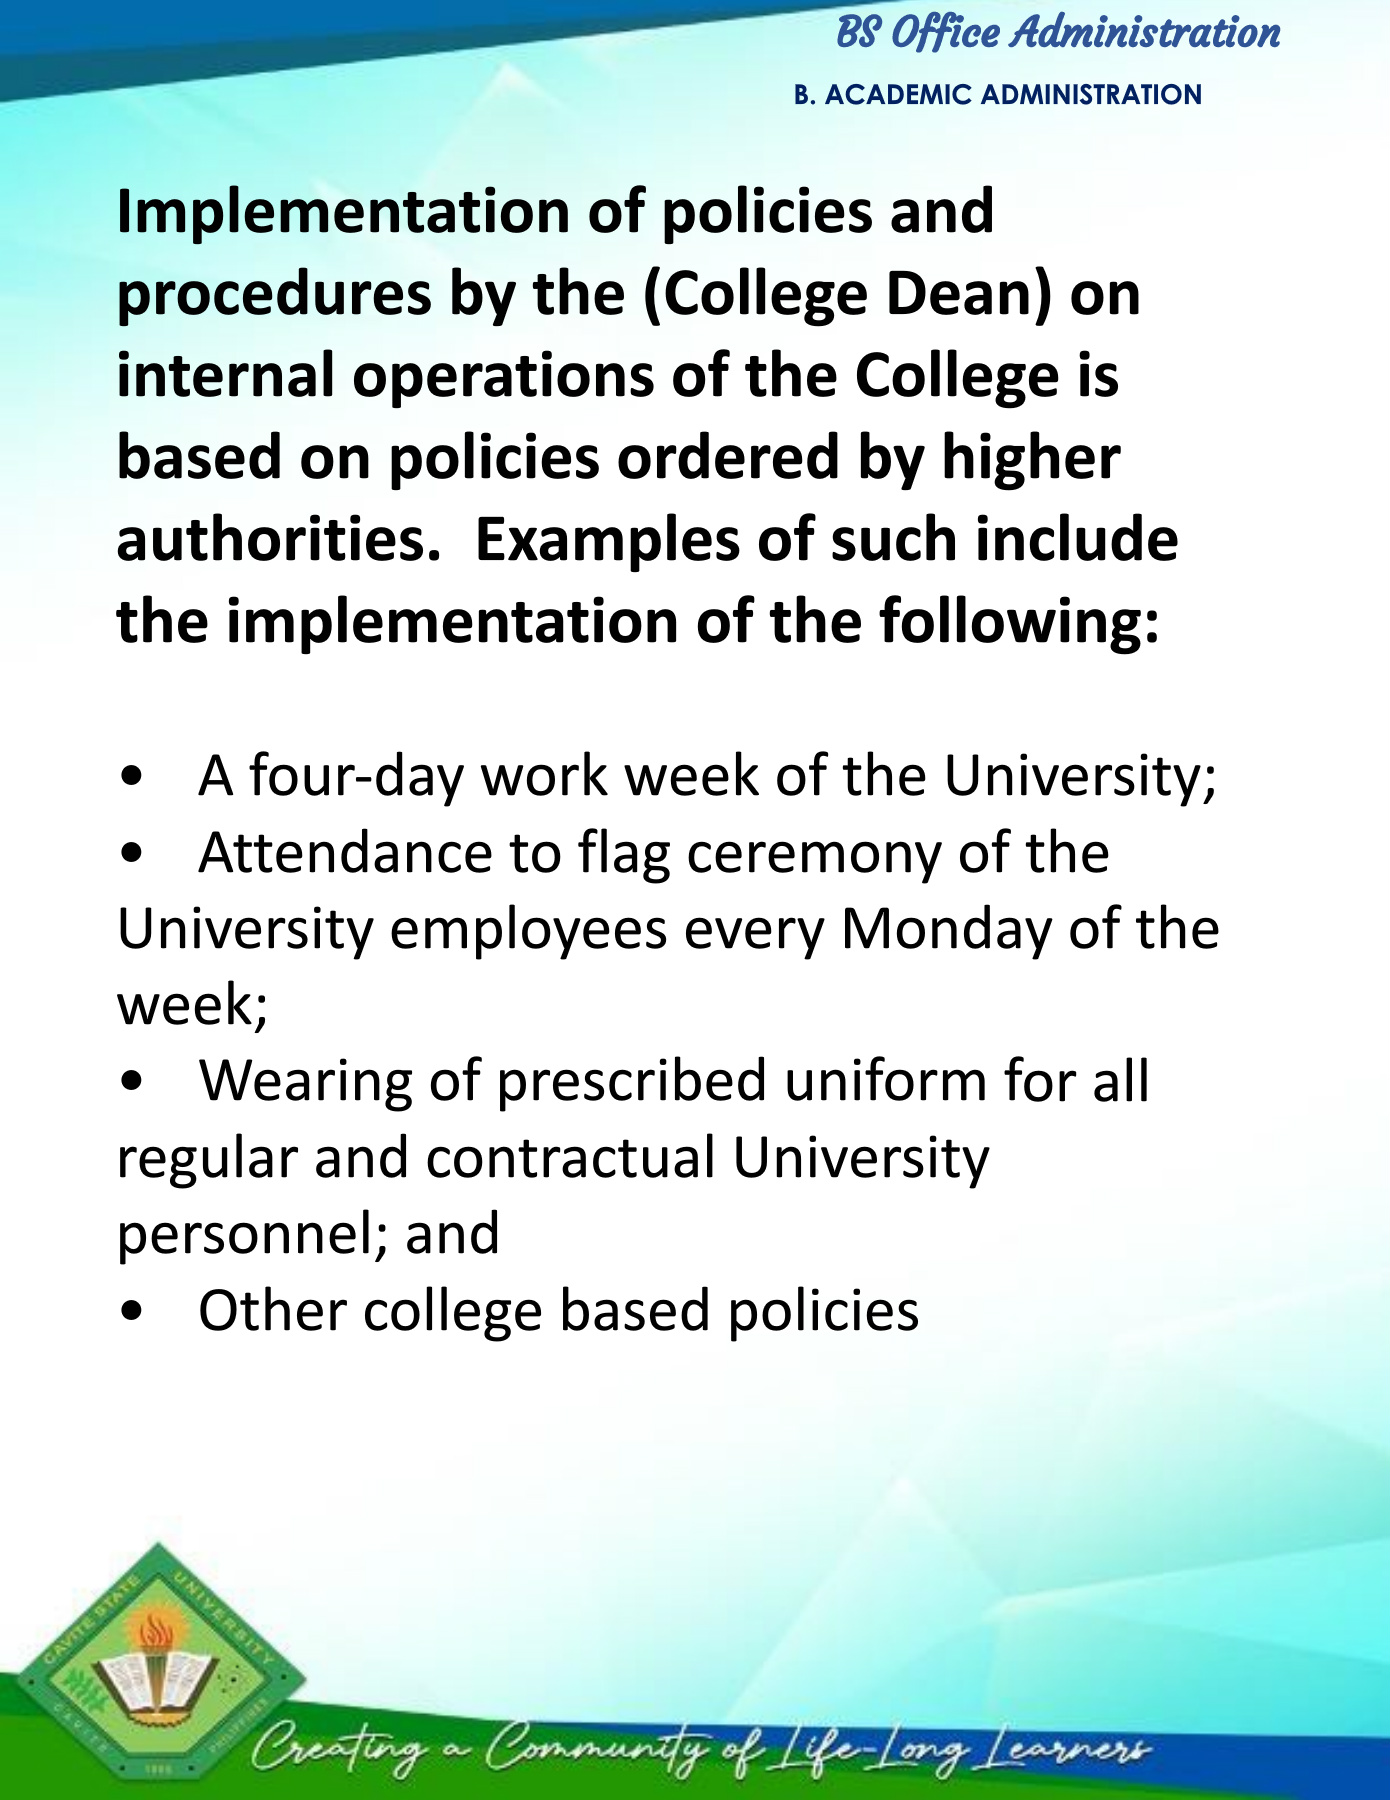 BS Office Administration
B. ACADEMIC ADMINISTRATION
Implementation of policies and
procedures by the (College Dean) on
internal operations of the College is
based on policies ordered by higher
authorities.  Examples of such include
the implementation of the following:
• A four-day work week of the University;
• Attendance to flag ceremony of the
University employees every Monday of the
week;
• Wearing of prescribed uniform for all
regular and contractual University
personnel; and
• Other college based policies
CAVITE STATE UNIVERSITY
CAVITE
PHILIPPINES
Creating a Community of Life-Long Learners